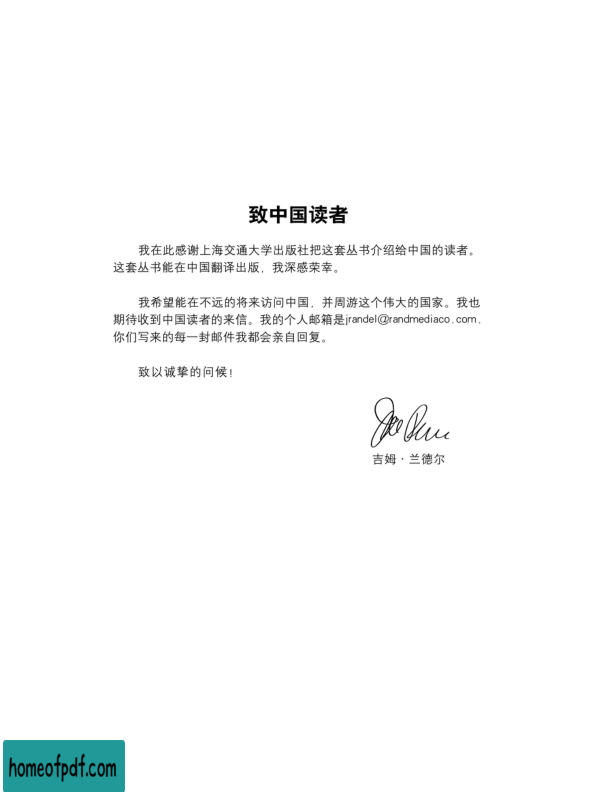 致中国读者
我在此感谢上海交通大学出版社把这套丛书介绍给中国的读者。
这套丛书能在中国翻译出版，我深感荣幸。
我希望能在不远的将来访问中国，并周游这个伟大的国家。我也
期待收到中国读者的来信。我的个人邮箱是jrandel@randmediaco.com.
你们写来的每一封邮件我都会亲自回复。
致以诚挚的问候！
吉姆·兰德尔
homeofpdf.com